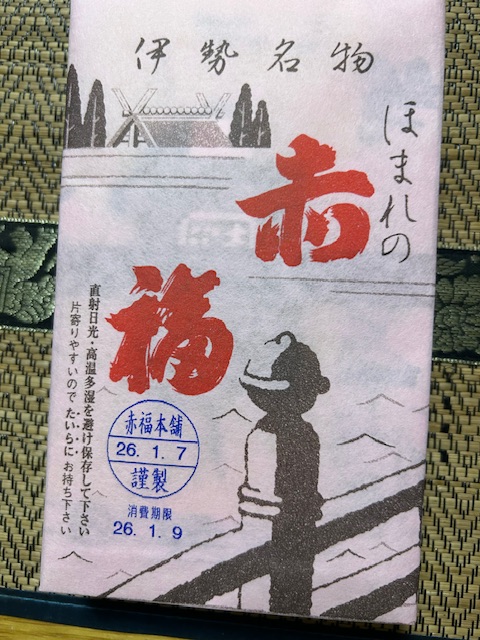 伊勢名物
ほまれの
赤福
直射日光・高温多湿を避け保存して下さい
片寄りやすいので たいらに お持ち下さい
赤福本舗
26. 1. 7
謹製
消費期限
26. 1. 9